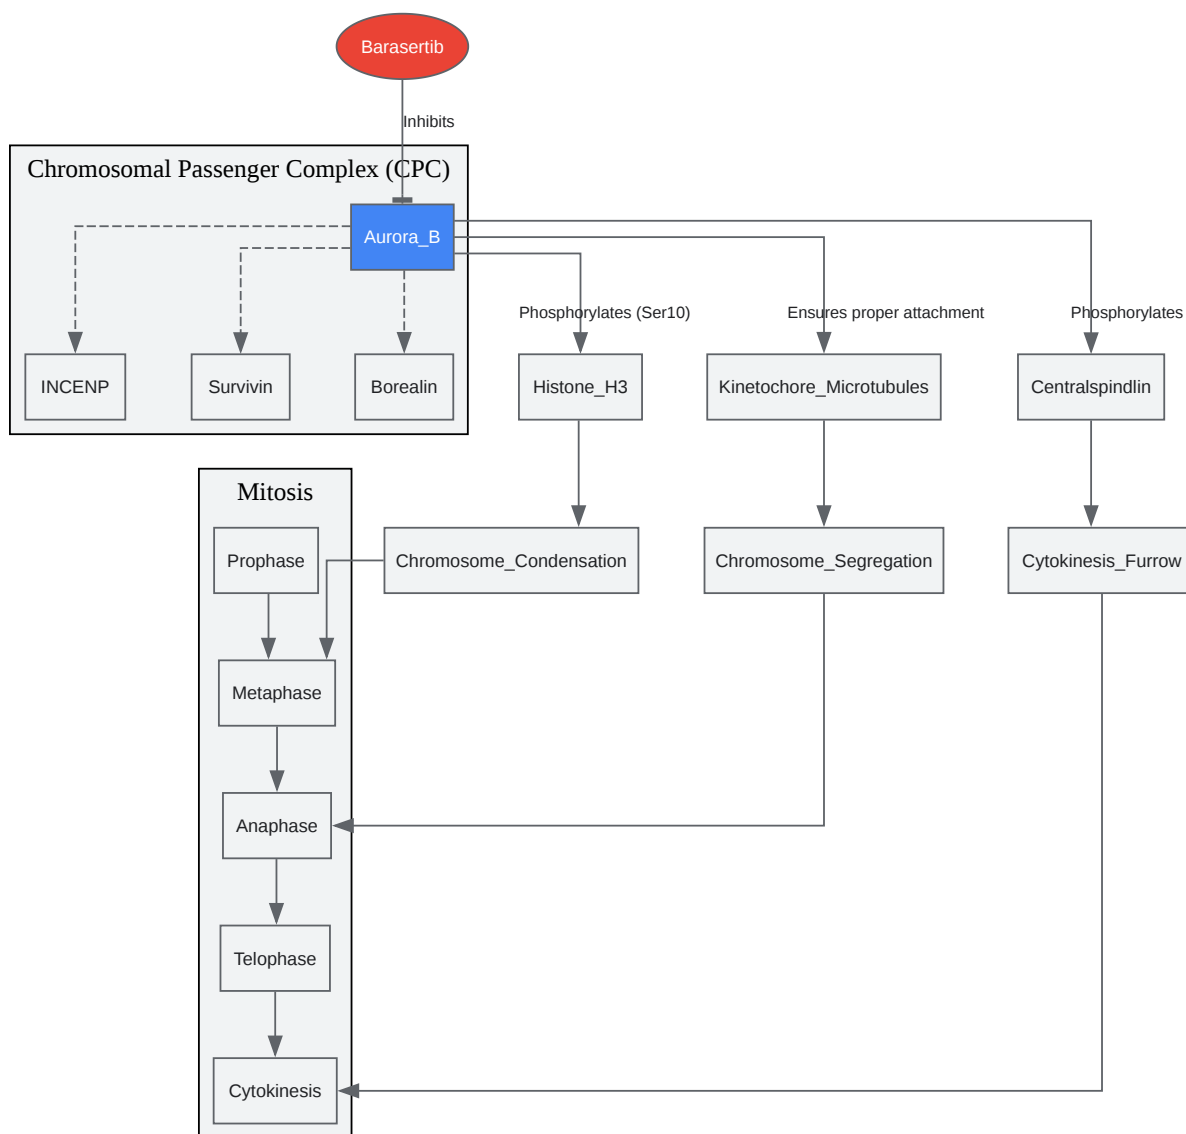 Barasertib
Inhibits
Chromosomal Passenger Complex (CPC)
Aurora_B
Phosphorylates (Ser10)
Ensures proper attachment
Phosphorylates
INCENP
Survivin
Borealin
Histone_H3
Kinetochore_Microtubules
Centralspindlin
Mitosis
Prophase
Chromosome_Condensation
Chromosome_Segregation
Cytokinesis_Furrow
Metaphase
Anaphase
Telophase
Cytokinesis